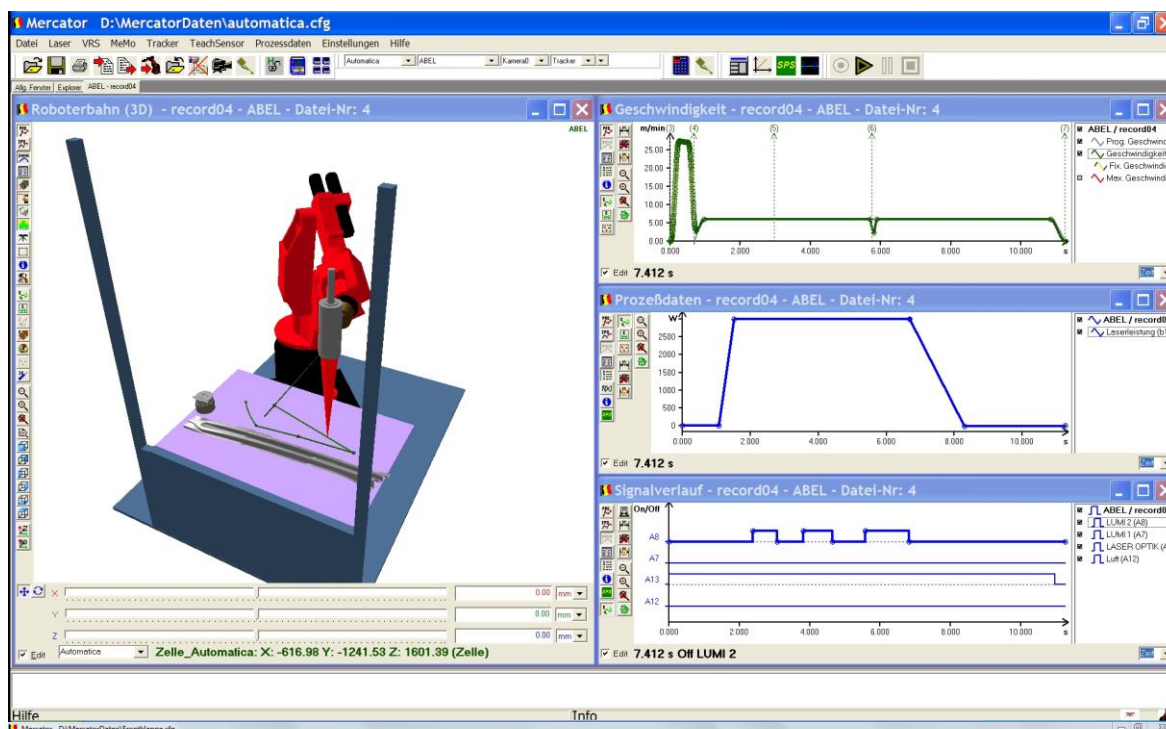 Mercator D:\MercatorDaten\automatica.cfg
Datei Laser VRS MeMo Tracker TeachSensor Prozessdaten Einstellungen Hilfe
Automatica ABEL Kamera0 Tracker SPS
Allg. Fenster Explorer ABEL - record04
Roboterbahn (3D) - record04 - ABEL - Datei-Nr: 4
ABEL
X 0.00 mm
Y 0.00 mm
Z 0.00 mm
Edit Automatica Zelle_Automatica: X: -616.98 Y: -1241.53 Z: 1601.39 (Zelle)
Geschwindigkeit - record04 - ABEL - Datei-Nr: 4
m/min (3) (4) (5) (6) (7)
25.00
20.00
15.00
10.00
5.00
0.00
0.000 2.000 4.000 6.000 8.000 10.000 s
ABEL / record04
Prog. Geschwind
Geschwindigkeit
Fix. Geschwindi
Max. Geschwind
Edit 7.412 s
Prozeßdaten - record04 - ABEL - Datei-Nr: 4
W
2500
2000
1500
1000
500
0
0.000 2.000 4.000 6.000 8.000 10.000 s
f(x)
SPS
ABEL / record0
Laserleistung (b1
Edit 7.412 s
Signalverlauf - record04 - ABEL - Datei-Nr: 4
On/Off
A8
A7
A13
A12
0.000 2.000 4.000 6.000 8.000 10.000 s
SPS
ABEL / record0
LUMI 2 (A8)
LUMI 1 (A7)
LASER OPTIK (A
Luft (A12)
Edit 7.412 s Off LUMI 2
Hilfe Info
Mercator D:\MercatorDaten\